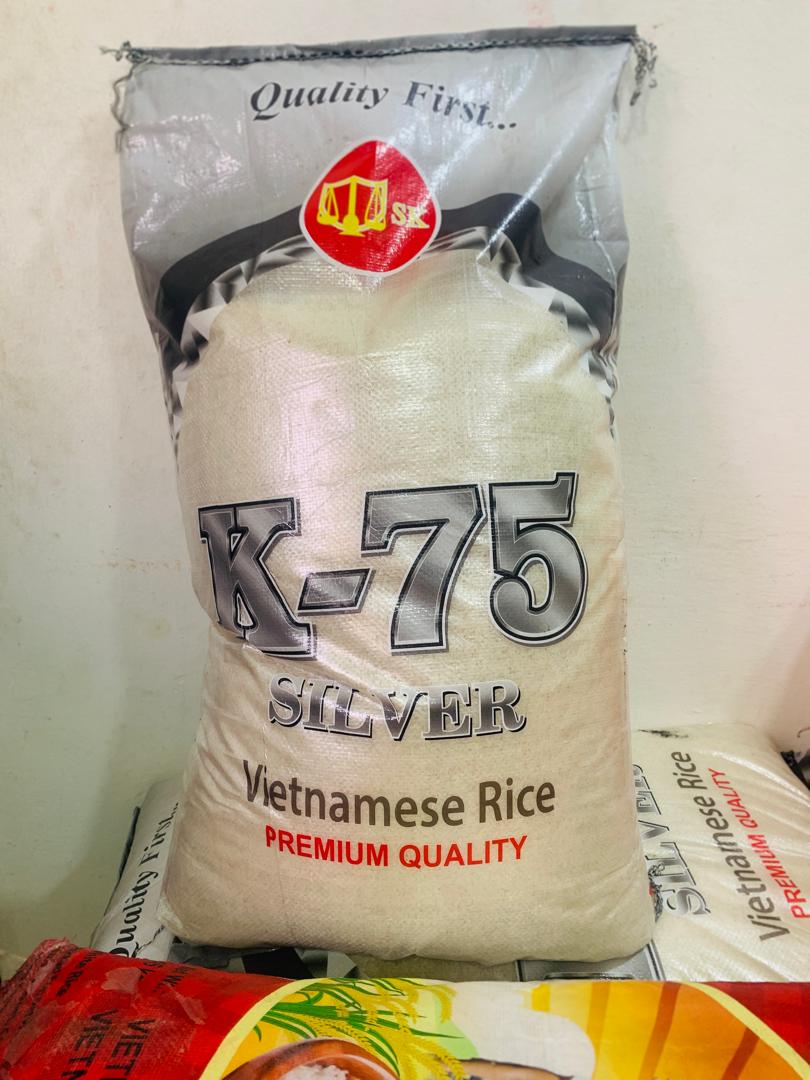 Quality First...
SK
K-75
SILVER
Vietnamese Rice
PREMIUM QUALITY
Quality First...
SILVER
Vietnamese Rice
PREMIUM QUALITY